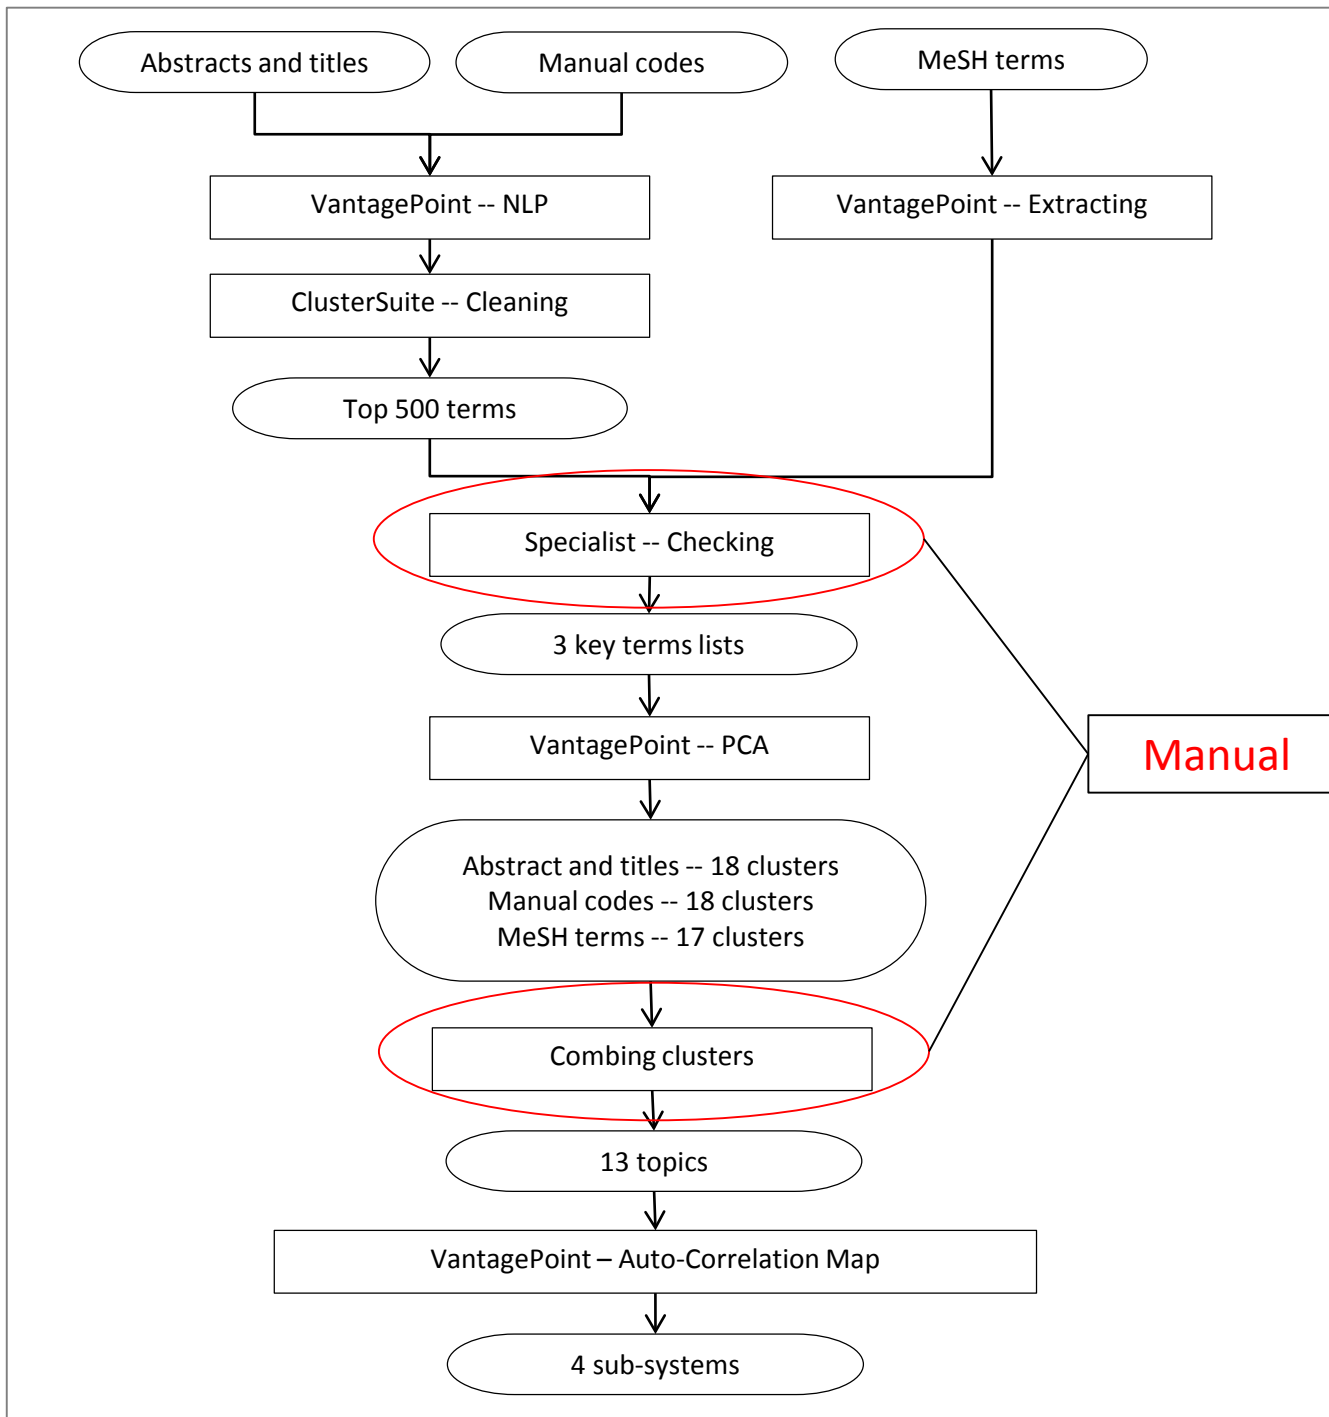 Abstracts and titles
Manual codes
MeSH terms
VantagePoint -- NLP
VantagePoint -- Extracting
ClusterSuite -- Cleaning
Top 500 terms
Specialist -- Checking
3 key terms lists
VantagePoint -- PCA
Manual
Abstract and titles -- 18 clusters
Manual codes -- 18 clusters
MeSH terms -- 17 clusters
Combing clusters
13 topics
VantagePoint – Auto-Correlation Map
4 sub-systems